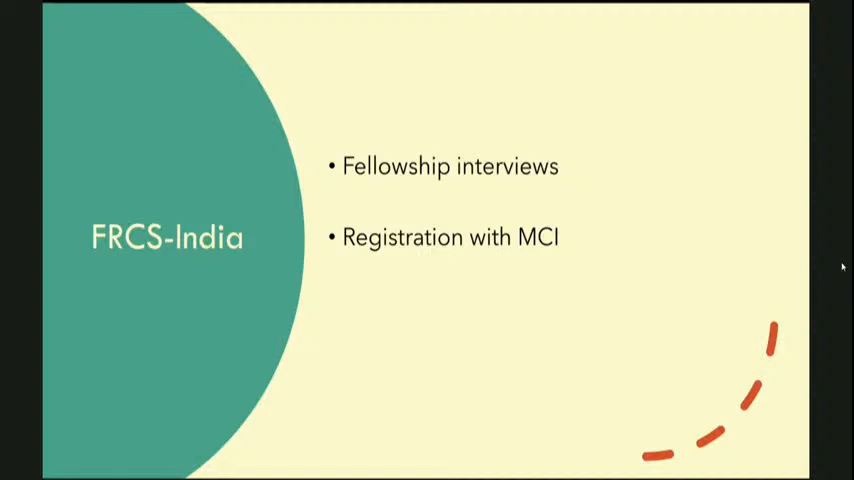 FRCS-India
• Fellowship interviews
• Registration with MCI